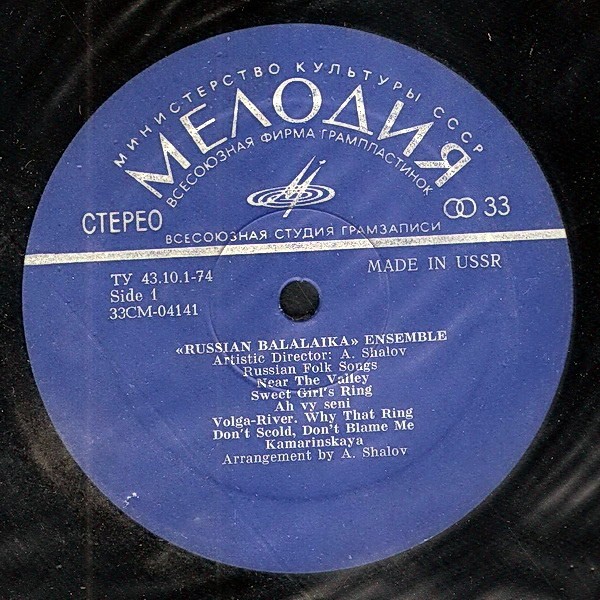 МИНИСТЕРСТВО КУЛЬТУРЫ СССР
МЕЛОДИЯ
ВСЕСОЮЗНАЯ ФИРМА ГРАМПЛАСТИНОК
СТЕРЕО
33
ВСЕСОЮЗНАЯ СТУДИЯ ГРАМЗАПИСИ
ТУ 43.10.1-74
MADE IN USSR
Side 1
33СМ-04141
«RUSSIAN BALALAIKA» ENSEMBLE
Artistic Director: A. Shalov
Russian Folk Songs
Near The Valley
Sweet Girl's Ring
Ah vy seni
Volga-River. Why That Ring
Don't Scold, Don't Blame Me
Kamarinskaya
Arrangement by A. Shalov